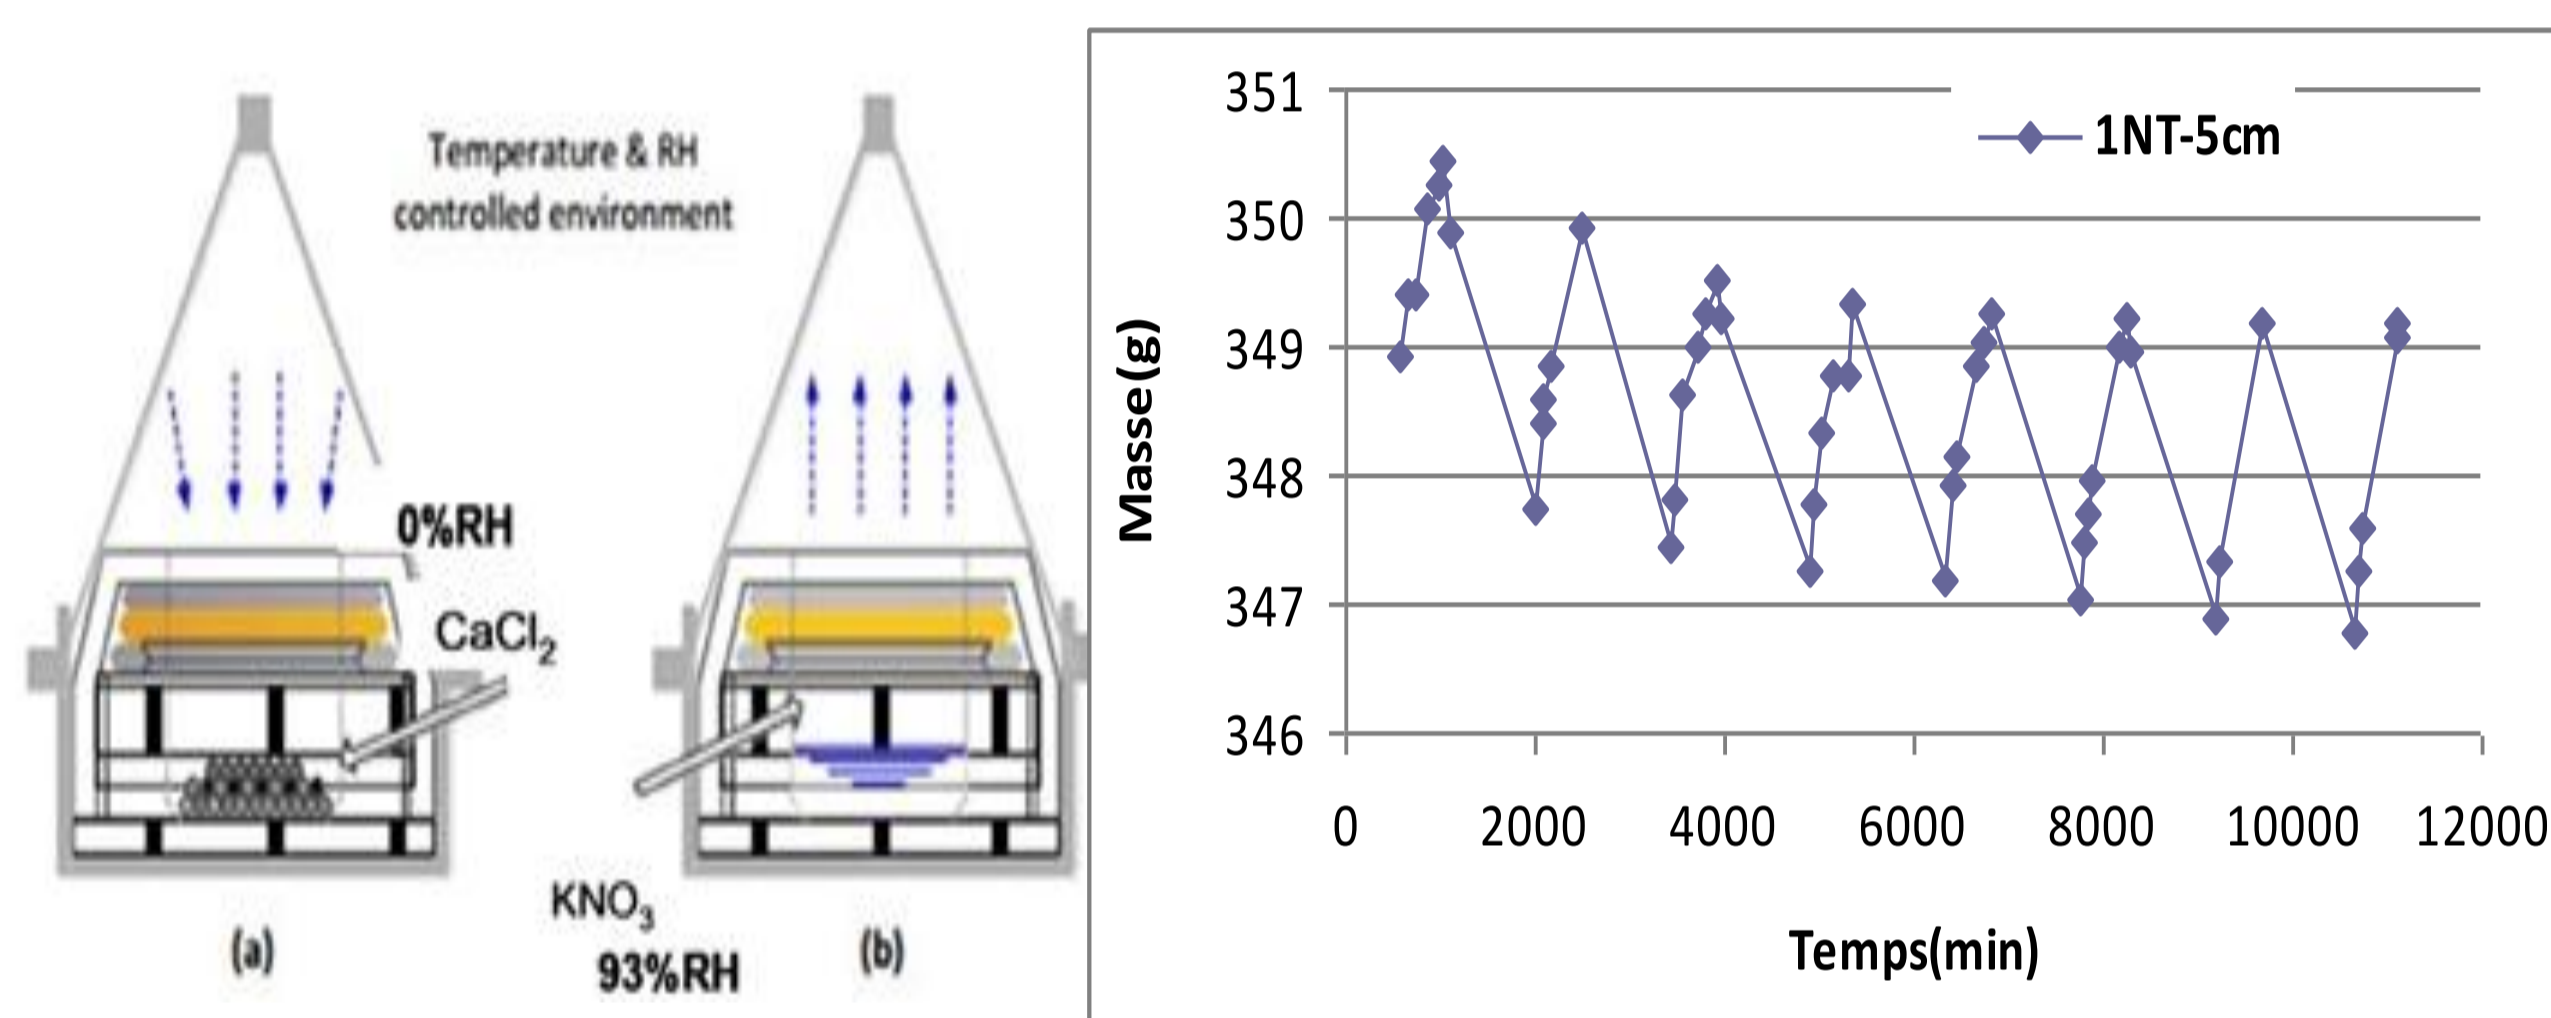 Temperature & RH
controlled environment
0%RH
CaCl₂
KNO₃
93%RH
(a)
(b)
351
350
349
348
347
346
Masse(g)
1NT-5cm
0 2000 4000 6000 8000 10000 12000
Temps(min)